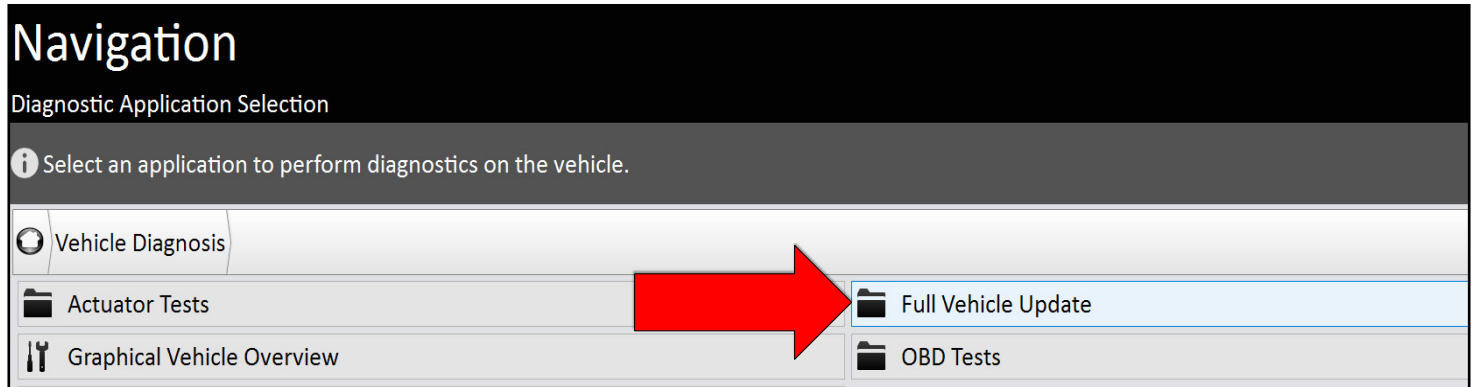 Navigation
Diagnostic Application Selection
Select an application to perform diagnostics on the vehicle.
Vehicle Diagnosis
Actuator Tests
Full Vehicle Update
Graphical Vehicle Overview
OBD Tests